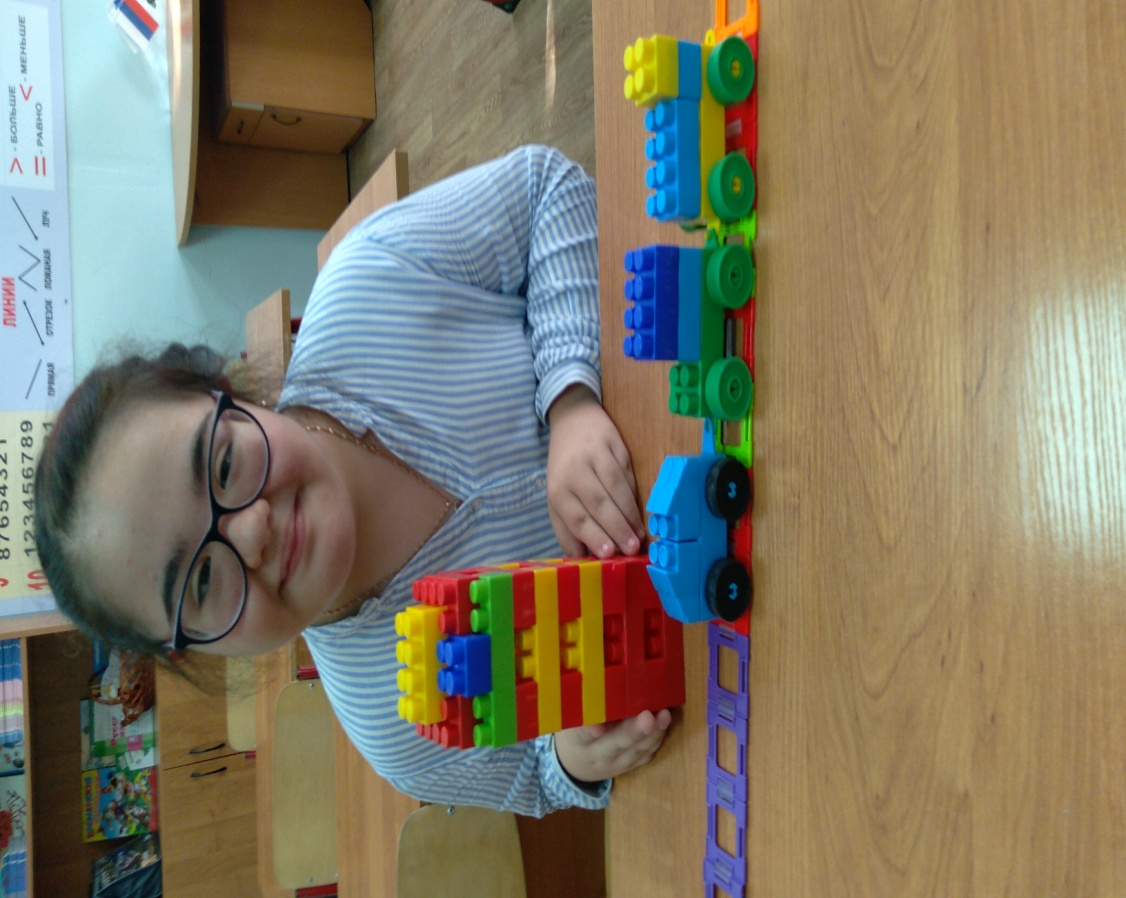 87654321
10 123456789
ЛИНИИ
ПРЯМАЯ ОТРЕЗОК ЛОМАНАЯ ЛУЧ
> - БОЛЬШЕ < - МЕНЬШЕ
= - РАВНО